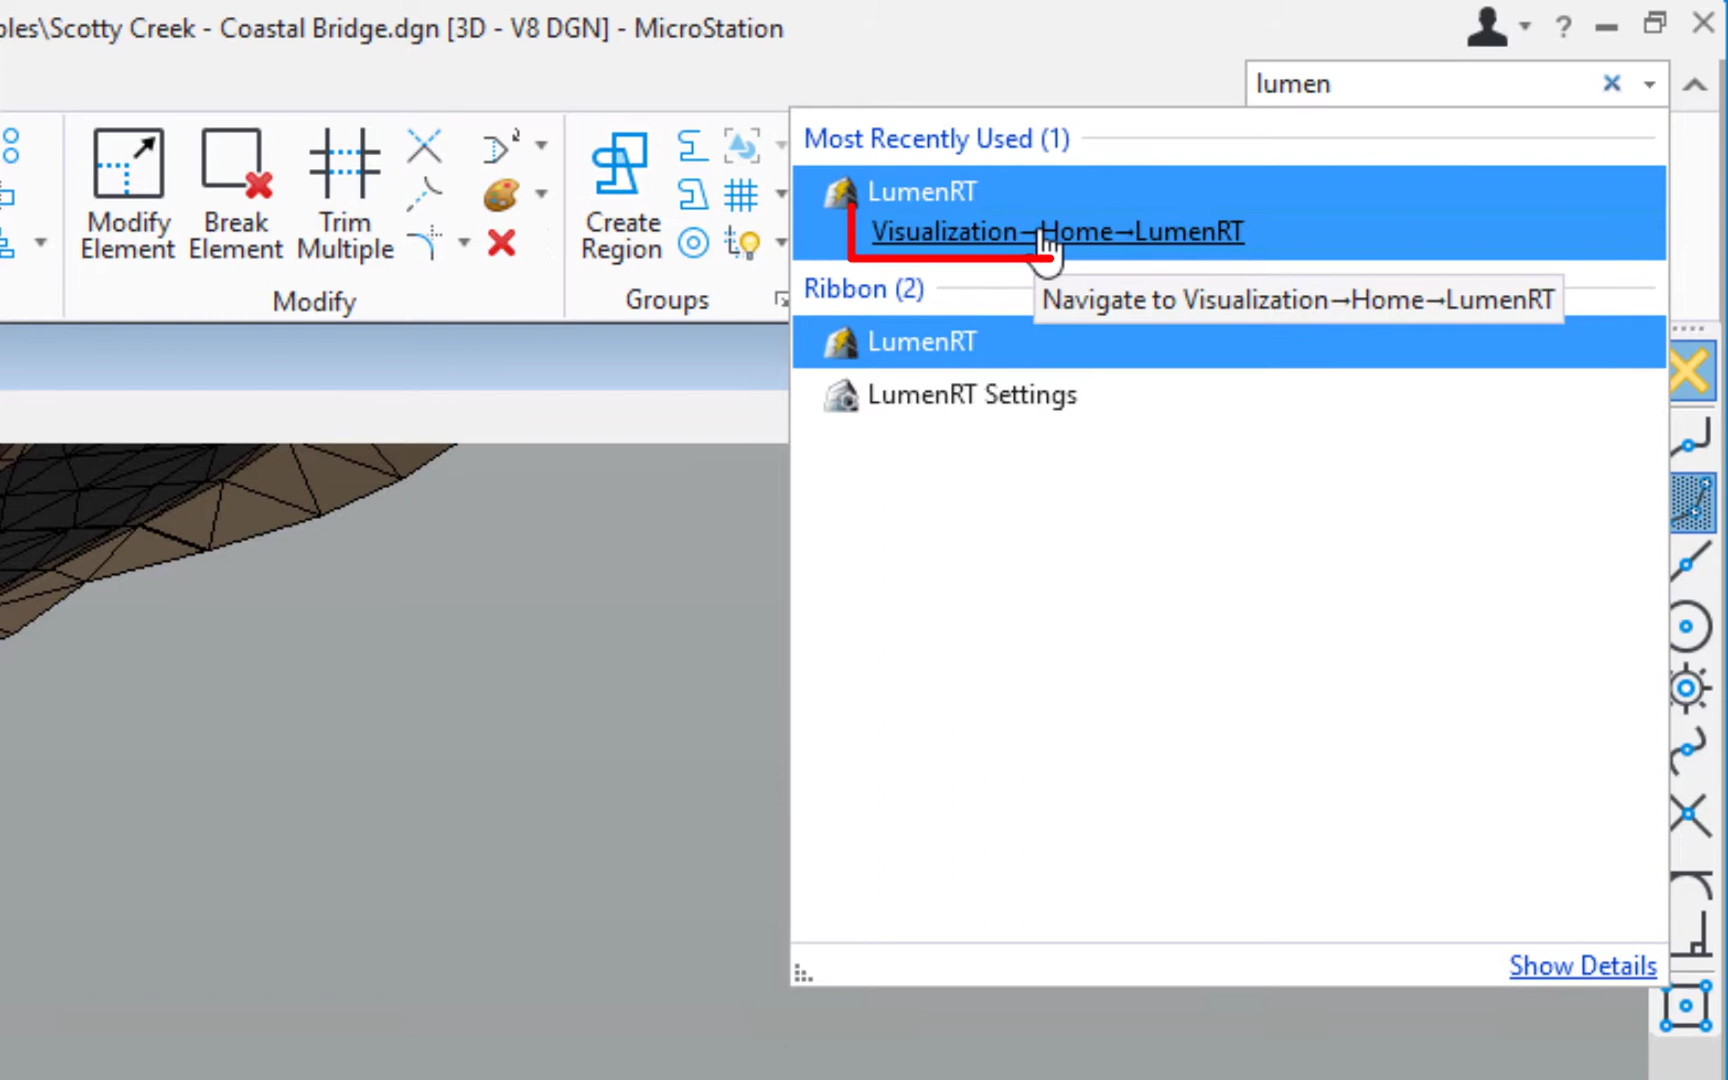 oles\Scotty Creek - Coastal Bridge.dgn [3D - V8 DGN] - MicroStation
lumen
Modify Element
Break Element
Trim Multiple
Modify
Create Region
Groups
Most Recently Used (1)
LumenRT
Visualization→Home→LumenRT
Ribbon (2)
Navigate to Visualization→Home→LumenRT
LumenRT
LumenRT Settings
Show Details